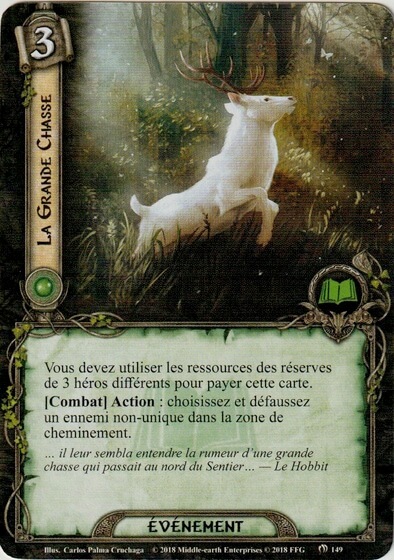 3
LA GRANDE CHASSE
Vous devez utiliser les ressources des réserves
de 3 héros différents pour payer cette carte.
[Combat] Action : choisissez et défaussez
un ennemi non-unique dans la zone de
cheminement.
… il leur sembla entendre la rumeur d'une grande
chasse qui passait au nord du Sentier… — Le Hobbit
ÉVÉNEMENT
Illus. Carlos Palma Cruchaga © 2018 Middle-earth Enterprises © 2018 FFG 149